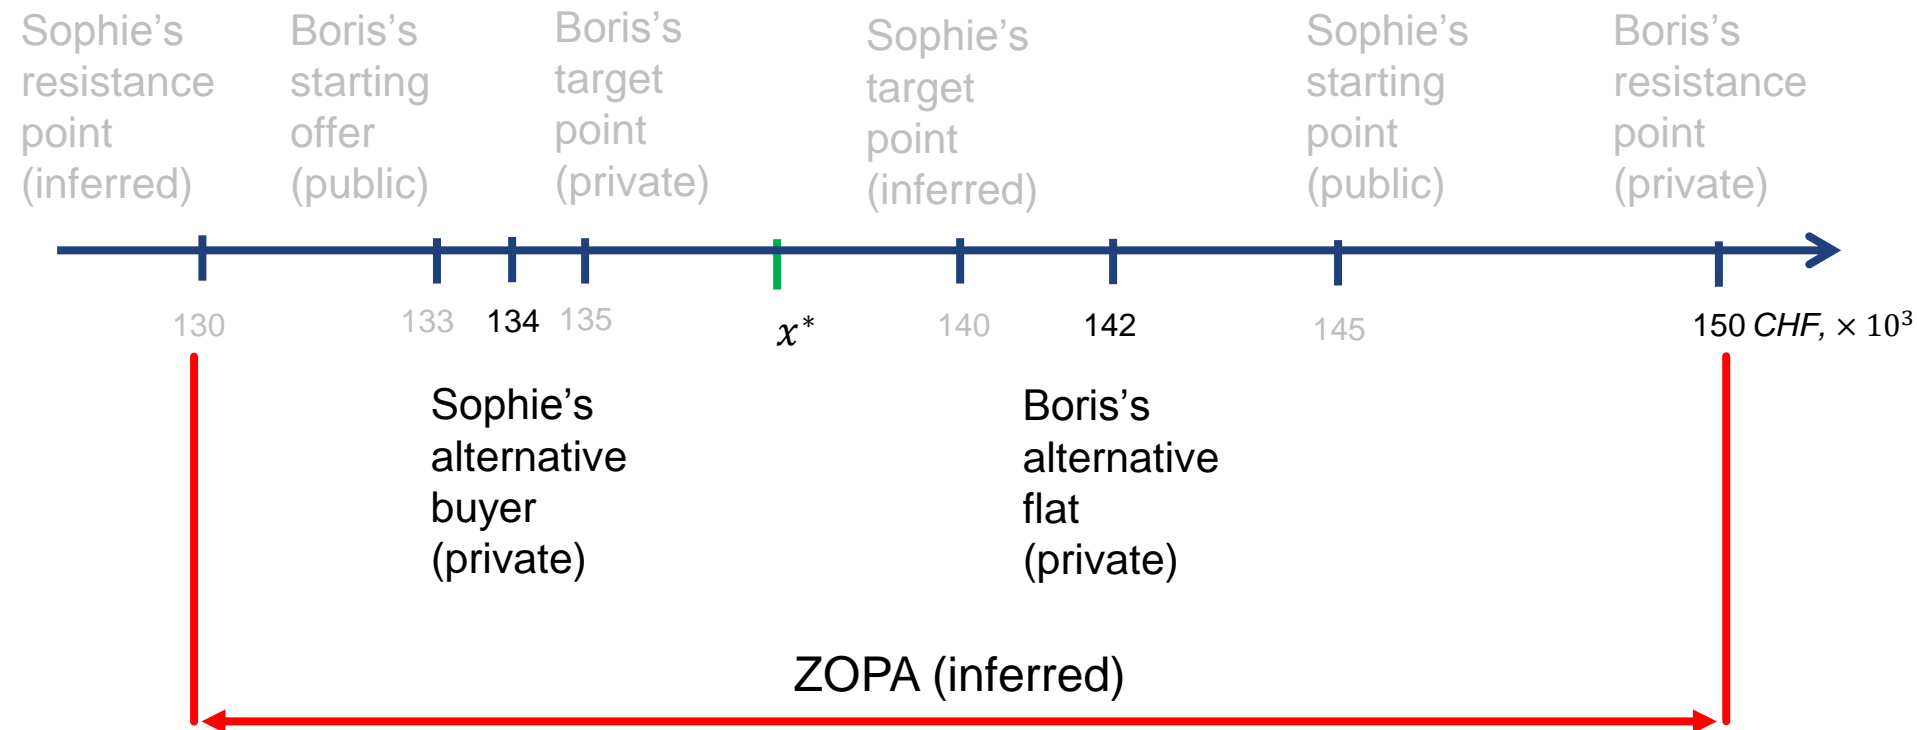 Sophie’s
resistance
point
(inferred)
Boris’s
starting
offer
(public)
Boris’s
target
point
(private)
Sophie’s
target
point
(inferred)
Sophie’s
starting
point
(public)
Boris’s
resistance
point
(private)
130
133
134
135
x*
140
142
145
150 CHF, × 10³
Sophie’s
alternative
buyer
(private)
Boris’s
alternative
flat
(private)
ZOPA (inferred)